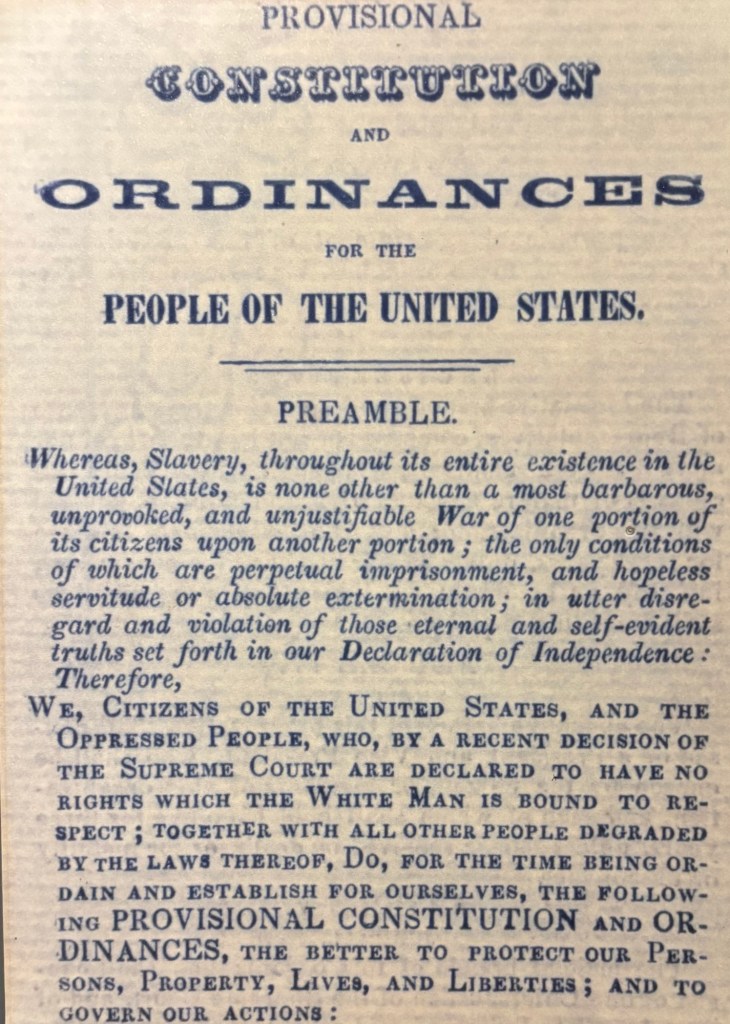 PROVISIONAL
CONSTITUTION
AND
ORDINANCES
FOR THE
PEOPLE OF THE UNITED STATES.
PREAMBLE.
Whereas, Slavery, throughout its entire existence in the
United States, is none other than a most barbarous,
unprovoked, and unjustifiable War of one portion of
its citizens upon another portion; the only conditions
of which are perpetual imprisonment, and hopeless
servitude or absolute extermination; in utter disre-
gard and violation of those eternal and self-evident
truths set forth in our Declaration of Independence:
Therefore,
WE, CITIZENS OF THE UNITED STATES, AND THE
OPPRESSED PEOPLE, WHO, BY A RECENT DECISION OF
THE SUPREME COURT ARE DECLARED TO HAVE NO
RIGHTS WHICH THE WHITE MAN IS BOUND TO RE-
SPECT; TOGETHER WITH ALL OTHER PEOPLE DEGRADED
BY THE LAWS THEREOF, DO, FOR THE TIME BEING OR-
DAIN AND ESTABLISH FOR OURSELVES, THE FOLLOW-
ING PROVISIONAL CONSTITUTION AND OR-
DINANCES, THE BETTER TO PROTECT OUR PER-
SONS, PROPERTY, LIVES, AND LIBERTIES; AND TO
GOVERN OUR ACTIONS: